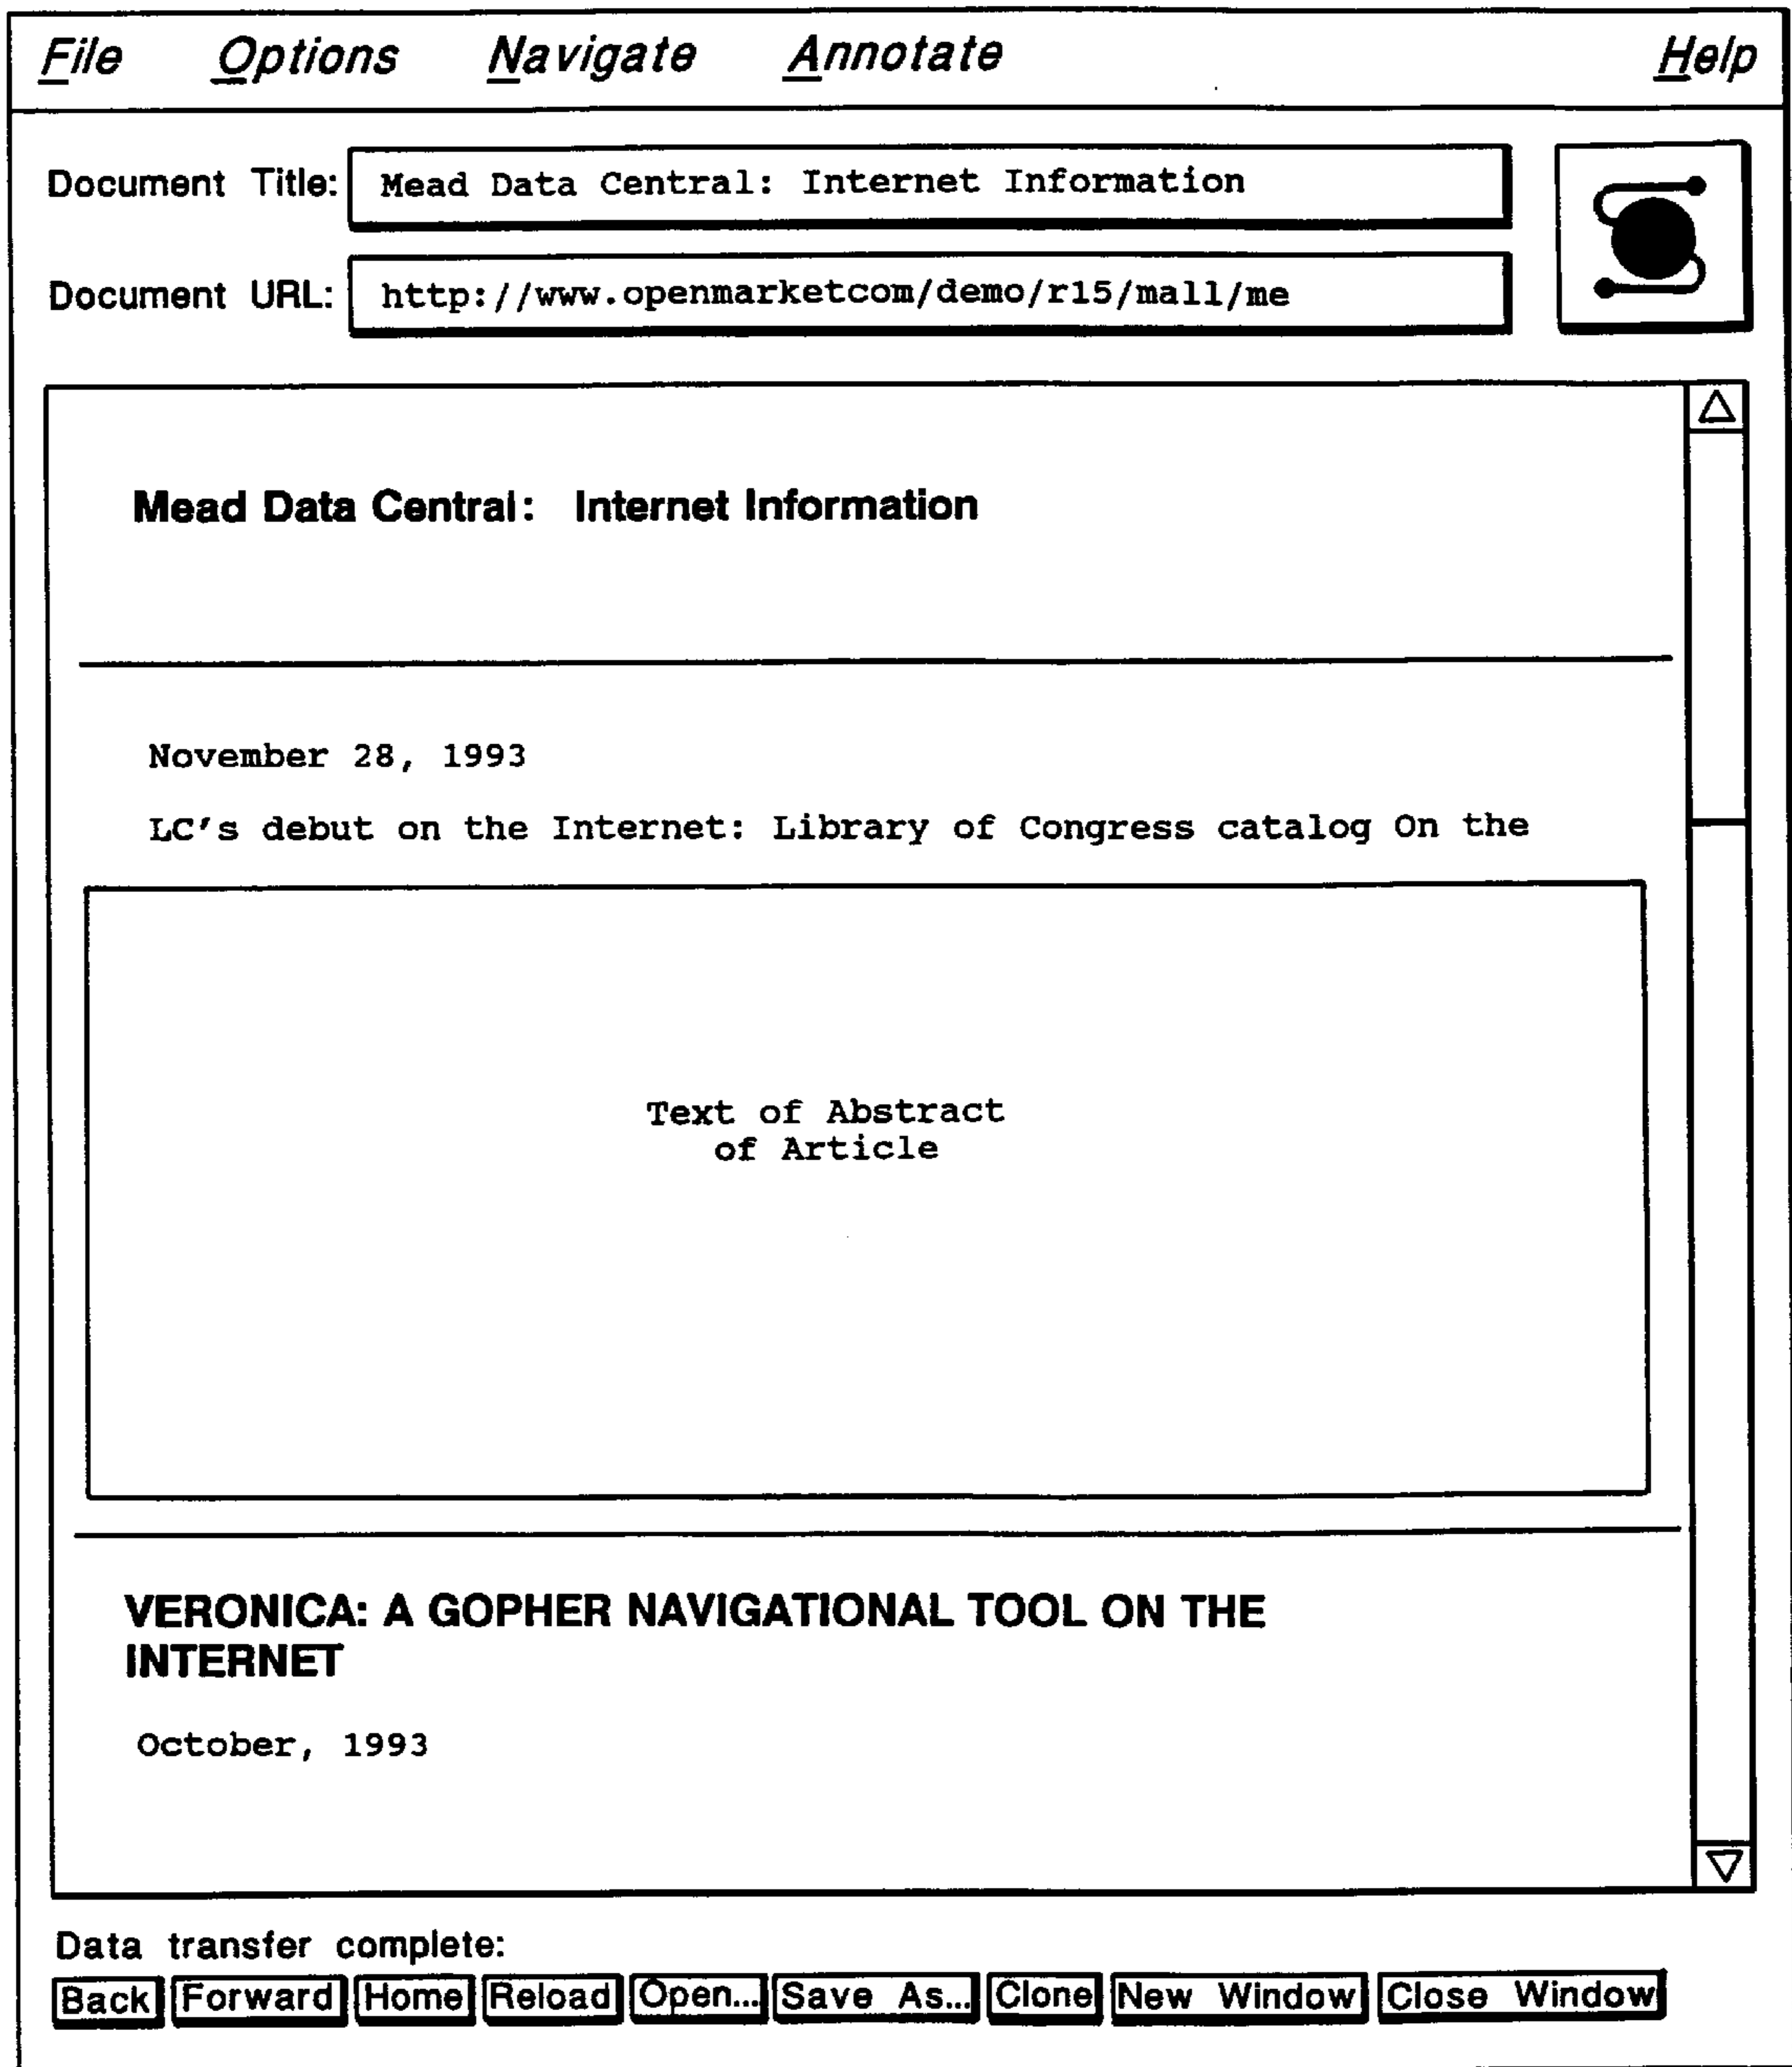 File Options Navigate Annotate Help
Document Title: Mead Data Central: Internet Information
Document URL: http://www.openmarketcom/demo/r15/mall/me
Mead Data Central: Internet Information
November 28, 1993
LC's debut on the Internet: Library of Congress catalog On the
Text of Abstract
of Article
VERONICA: A GOPHER NAVIGATIONAL TOOL ON THE
INTERNET
October, 1993
Data transfer complete:
Back Forward Home Reload Open... Save As... Clone New Window Close Window